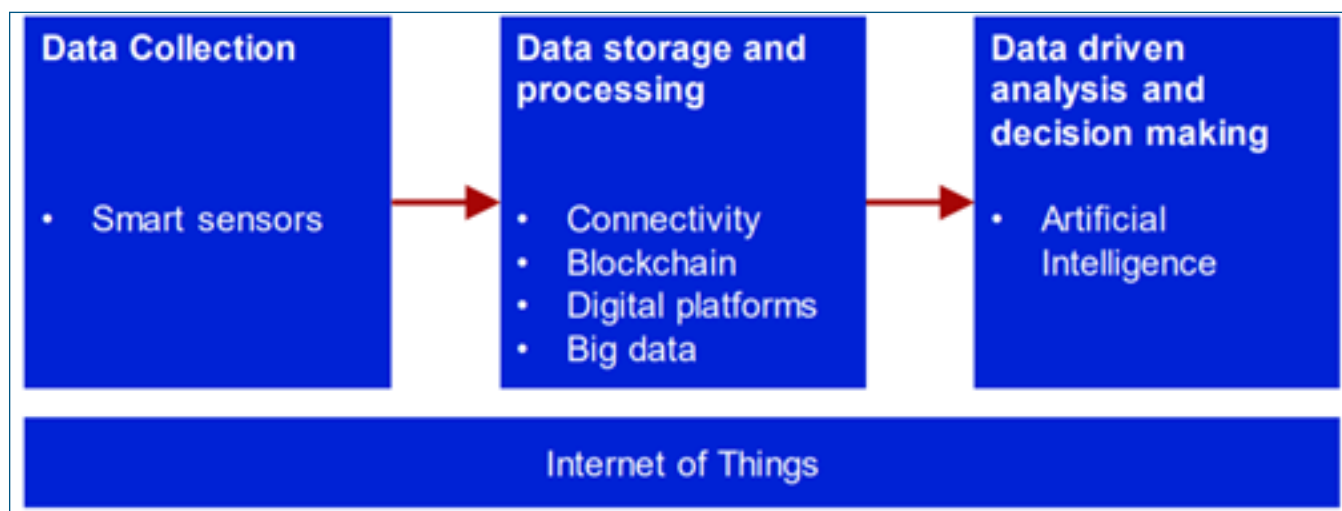 Data Collection
• Smart sensors
Data storage and
processing
• Connectivity
• Blockchain
• Digital platforms
• Big data
Data driven
analysis and
decision making
• Artificial
Intelligence
Internet of Things